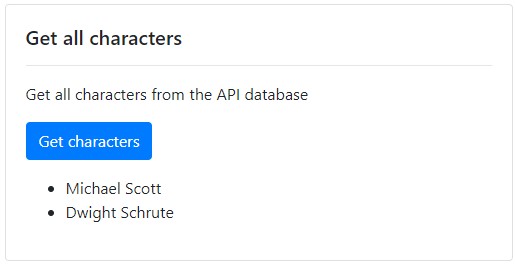 Get all characters
Get all characters from the API database
Get characters
Michael Scott
Dwight Schrute